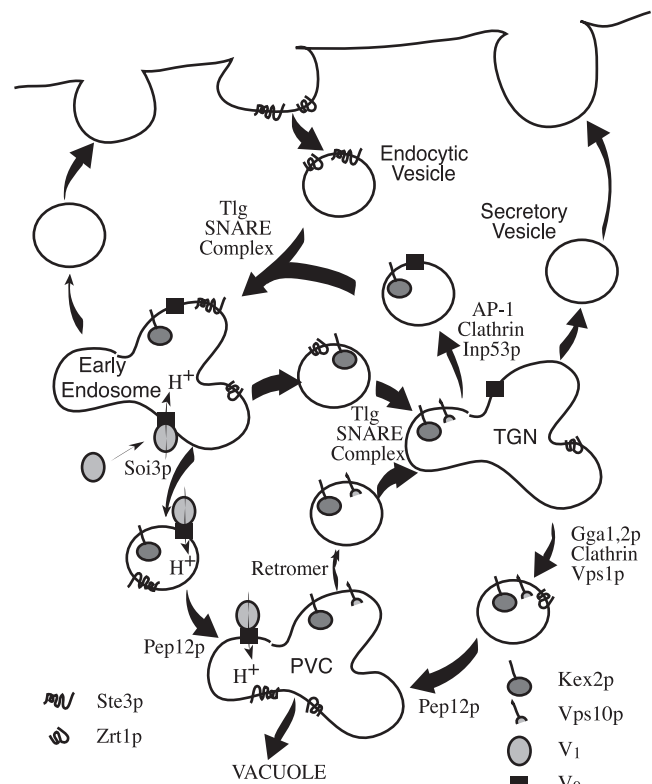 Endocytic
Vesicle
Tlg
SNARE
Complex
Secretory
Vesicle
AP-1
Clathrin
Inp53p
Early
Endosome
H+
Soi3p
Tlg
SNARE
Complex
TGN
H+
Retromer
Gga1,2p
Clathrin
Vps1p
Pep12p
H+
PVC
Pep12p
VACUOLE
Ste3p
Zrt1p
Kex2p
Vps10p
V1